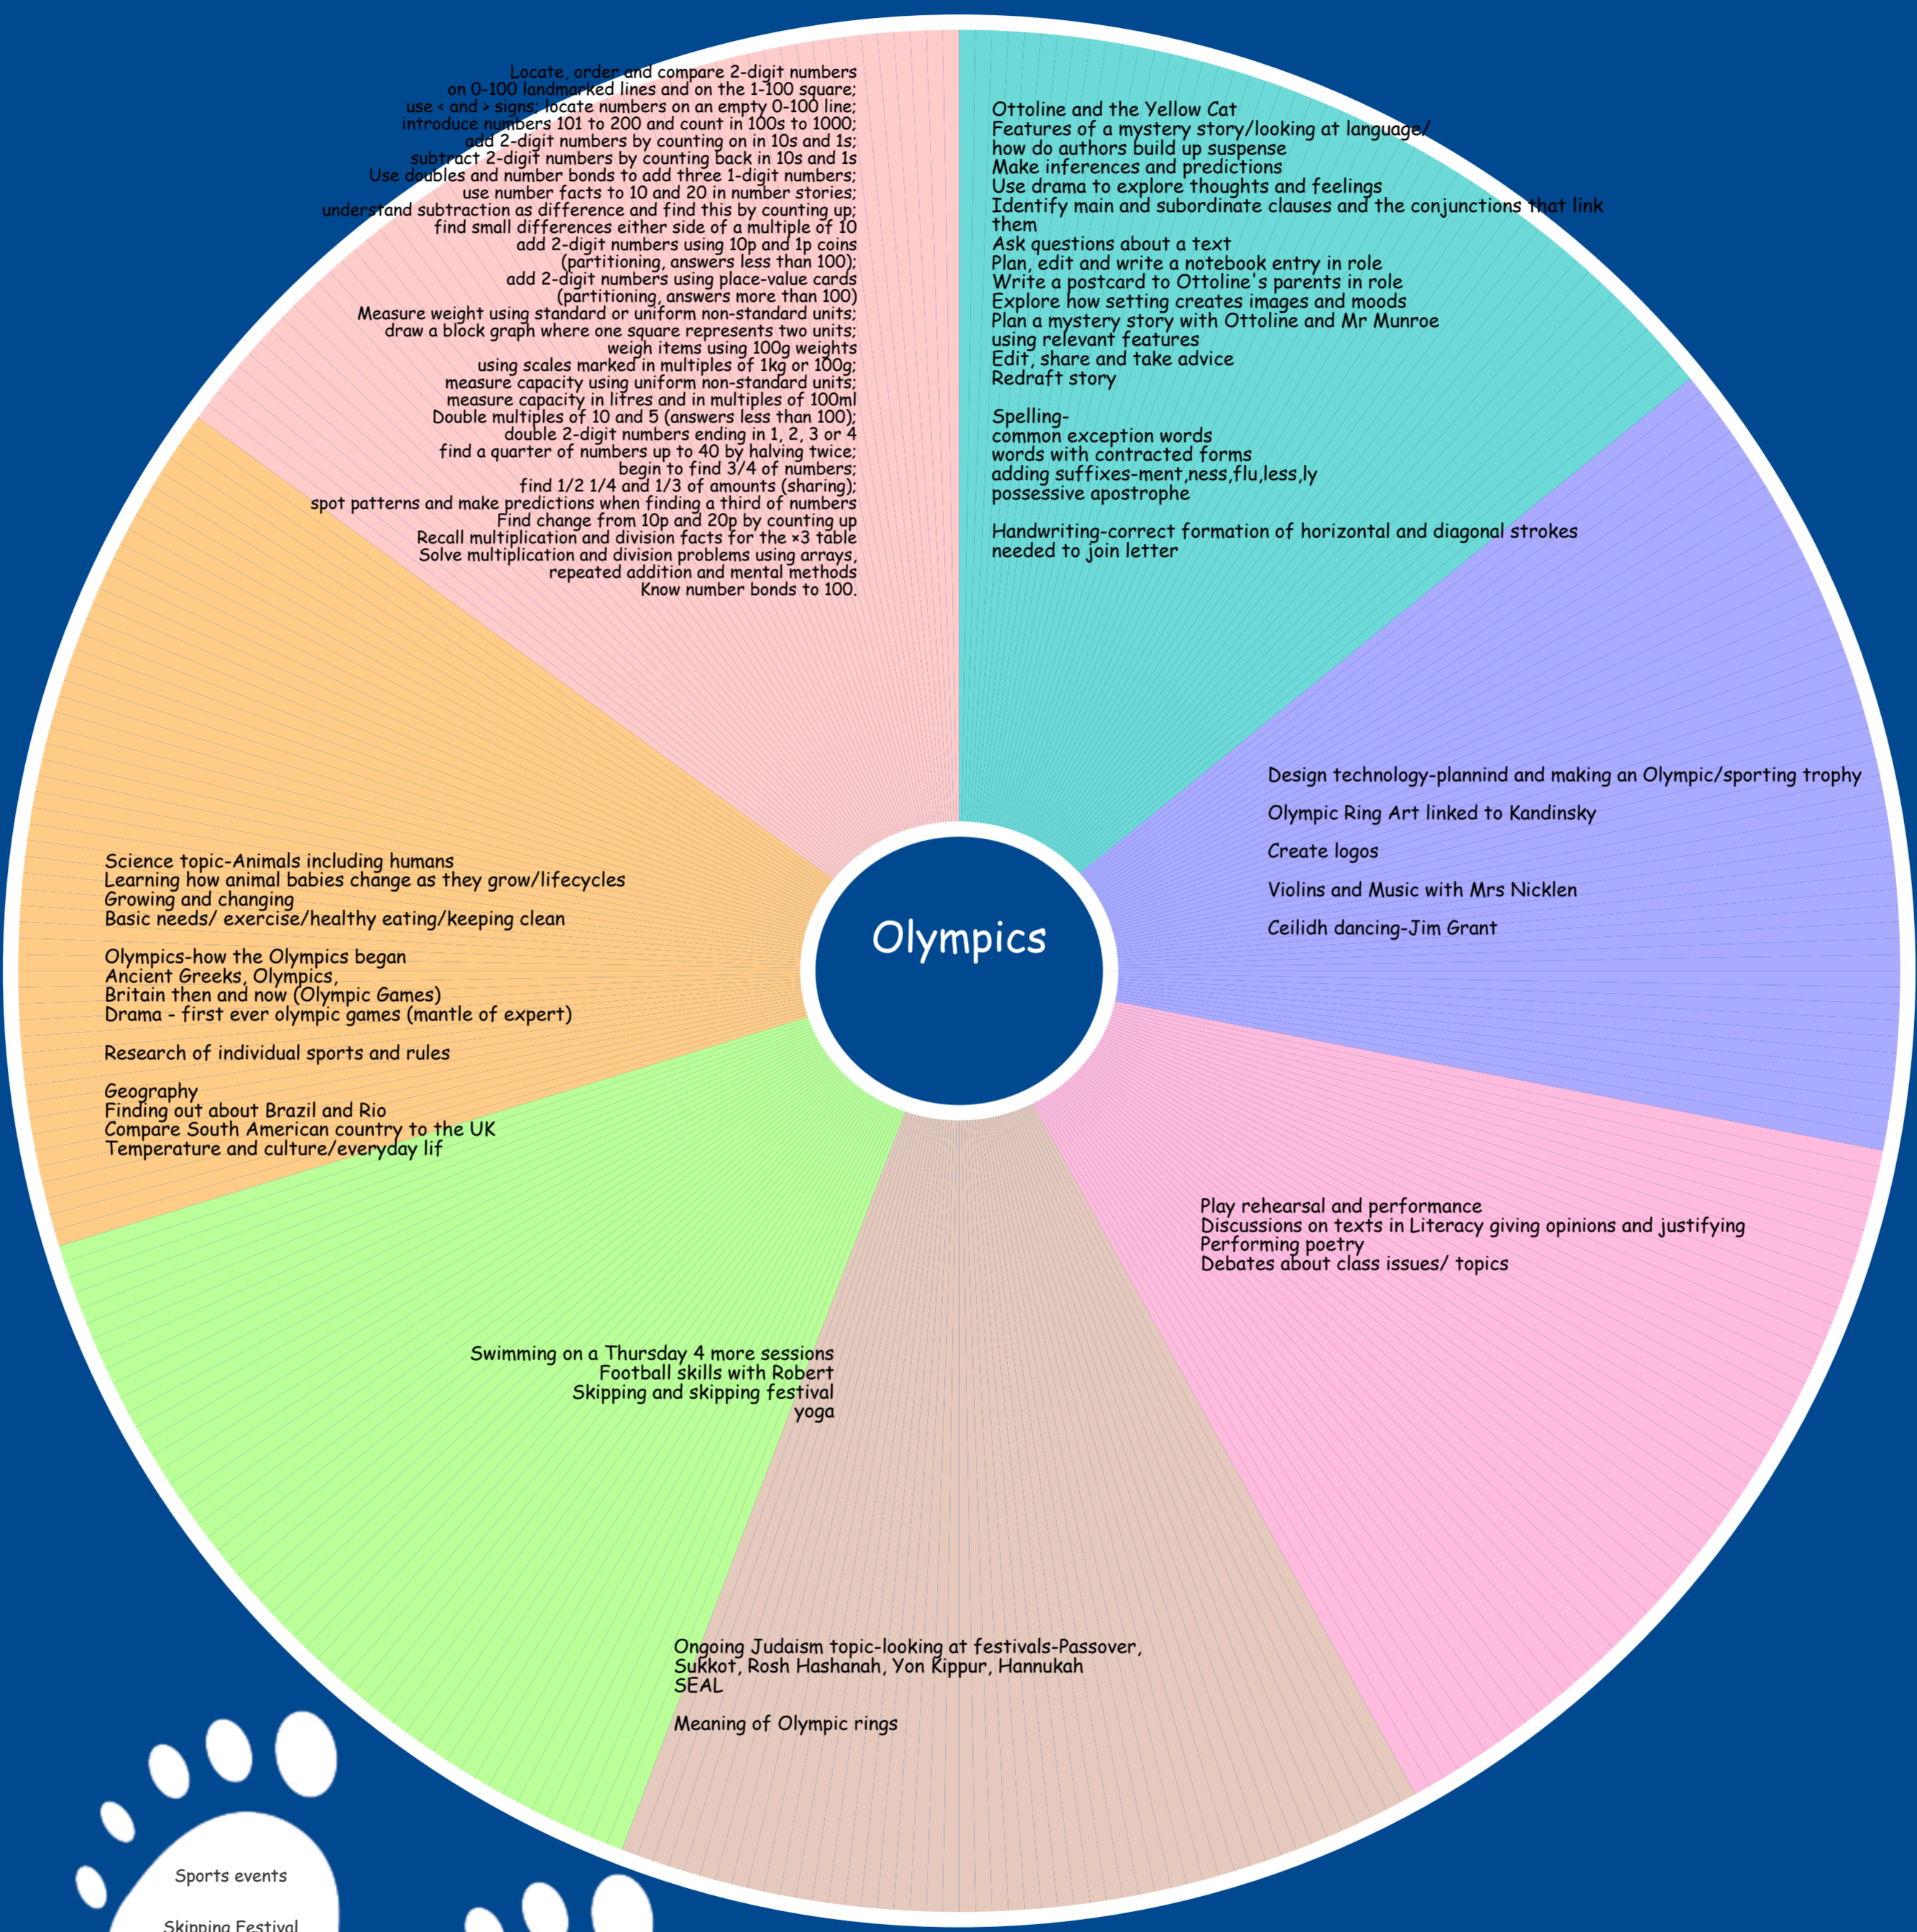 Locate, order and compare 2-digit numbers
on 0-100 landmarked lines and on the 1-100 square;
use < and > signs; locate numbers on an empty 0-100 line;
introduce numbers 101 to 200 and count in 100s to 1000;
add 2-digit numbers by counting on in 10s and 1s;
subtract 2-digit numbers by counting back in 10s and 1s
Use doubles and number bonds to add three 1-digit numbers;
use number facts to 10 and 20 in number stories;
understand subtraction as difference and find this by counting up;
find small differences either side of a multiple of 10
add 2-digit numbers using 10p and 1p coins
(partitioning, answers less than 100);
add 2-digit numbers using place-value cards
(partitioning, answers more than 100)
Measure weight using standard or uniform non-standard units;
draw a block graph where one square represents two units;
weigh items using 100g weights
using scales marked in multiples of 1kg or 100g;
measure capacity using uniform non-standard units;
measure capacity in litres and in multiples of 100ml
Double multiples of 10 and 5 (answers less than 100);
double 2-digit numbers ending in 1, 2, 3 or 4
find a quarter of numbers up to 40 by halving twice;
begin to find 3/4 of numbers;
find 1/2 1/4 and 1/3 of amounts (sharing);
spot patterns and make predictions when finding a third of numbers
Find change from 10p and 20p by counting up
Recall multiplication and division facts for the ×3 table
Solve multiplication and division problems using arrays,
repeated addition and mental methods
Know number bonds to 100.
Ottoline and the Yellow Cat
Features of a mystery story/looking at language/
how do authors build up suspense
Make inferences and predictions
Use drama to explore thoughts and feelings
Identify main and subordinate clauses and the conjunctions that link
them
Ask questions about a text
Plan, edit and write a notebook entry in role
Write a postcard to Ottoline's parents in role
Explore how setting creates images and moods
Plan a mystery story with Ottoline and Mr Munroe
using relevant features
Edit, share and take advice
Redraft story
Spelling-
common exception words
words with contracted forms
adding suffixes-ment,ness,flu,less,ly
possessive apostrophe
Handwriting-correct formation of horizontal and diagonal strokes
needed to join letter
Design technology-plannind and making an Olympic/sporting trophy
Olympic Ring Art linked to Kandinsky
Create logos
Violins and Music with Mrs Nicklen
Ceilidh dancing-Jim Grant
Olympics
Science topic-Animals including humans
Learning how animal babies change as they grow/lifecycles
Growing and changing
Basic needs/ exercise/healthy eating/keeping clean
Olympics-how the Olympics began
Ancient Greeks, Olympics,
Britain then and now (Olympic Games)
Drama - first ever olympic games (mantle of expert)
Research of individual sports and rules
Geography
Finding out about Brazil and Rio
Compare South American country to the UK
Temperature and culture/everyday lif
Play rehearsal and performance
Discussions on texts in Literacy giving opinions and justifying
Performing poetry
Debates about class issues/ topics
Swimming on a Thursday 4 more sessions
Football skills with Robert
Skipping and skipping festival
yoga
Ongoing Judaism topic-looking at festivals-Passover,
Sukkot, Rosh Hashanah, Yon Kippur, Hannukah
SEAL
Meaning of Olympic rings
Sports events
Skipping Festival